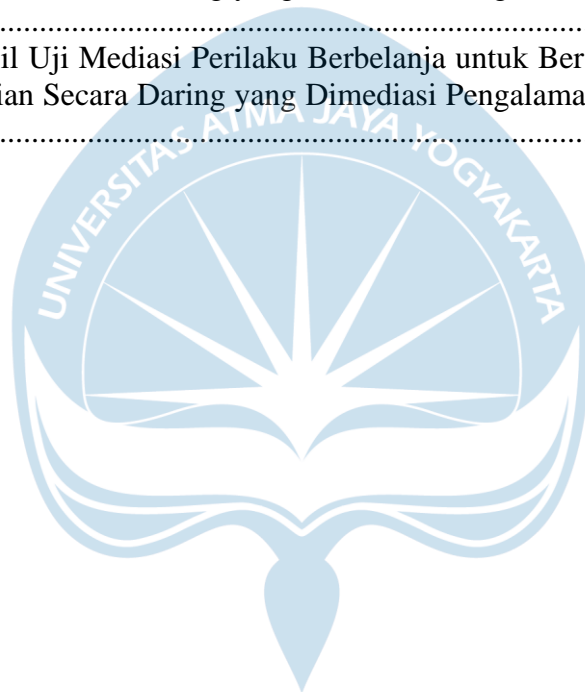 ...............................................................................
il Uji Mediasi Perilaku Berbelanja untuk Ber
ian Secara Daring yang Dimediasi Pengalama
...............................................................................
UNIVERSITAS ATMA JAYA YOGYAKARTA